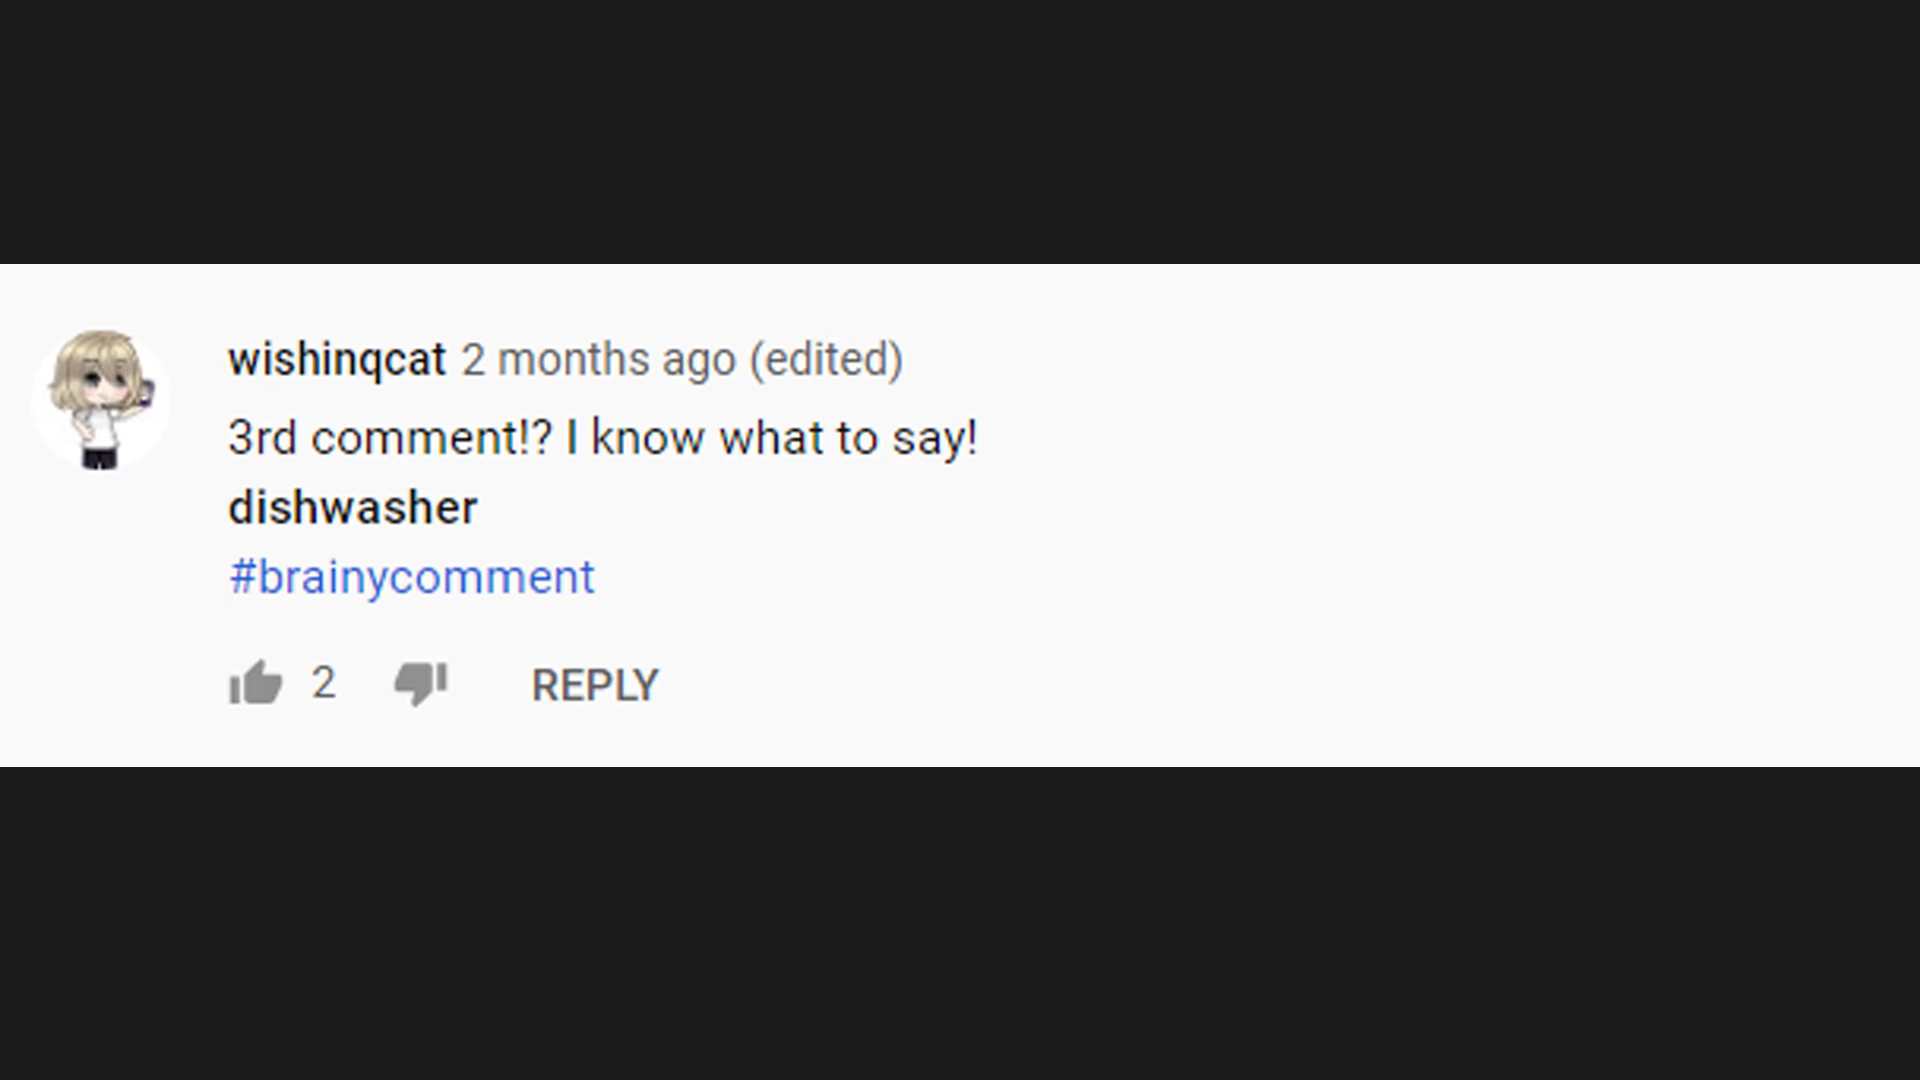 wishinqcat 2 months ago (edited)
3rd comment!? I know what to say!
dishwasher
#brainycomment
2 REPLY